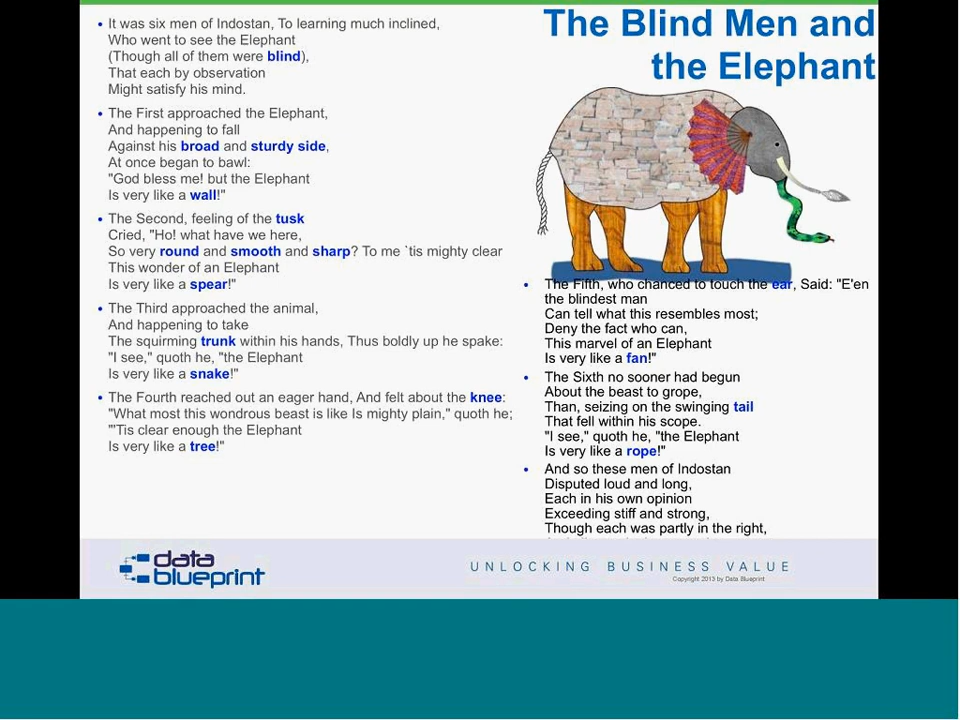 The Blind Men and
the Elephant
• It was six men of Indostan, To learning much inclined,
Who went to see the Elephant
(Though all of them were blind),
That each by observation
Might satisfy his mind.
• The First approached the Elephant,
And happening to fall
Against his broad and sturdy side,
At once began to bawl:
"God bless me! but the Elephant
Is very like a wall!"
• The Second, feeling of the tusk
Cried, "Ho! what have we here,
So very round and smooth and sharp? To me `tis mighty clear
This wonder of an Elephant
Is very like a spear!"
• The Third approached the animal,
And happening to take
The squirming trunk within his hands, Thus boldly up he spake:
"I see," quoth he, "the Elephant
Is very like a snake!"
• The Fourth reached out an eager hand, And felt about the knee:
"What most this wondrous beast is like Is mighty plain," quoth he;
"'Tis clear enough the Elephant
Is very like a tree!"
• The Fifth, who chanced to touch the ear, Said: "E'en
the blindest man
Can tell what this resembles most;
Deny the fact who can,
This marvel of an Elephant
Is very like a fan!"
• The Sixth no sooner had begun
About the beast to grope,
Than, seizing on the swinging tail
That fell within his scope.
"I see," quoth he, "the Elephant
Is very like a rope!"
• And so these men of Indostan
Disputed loud and long,
Each in his own opinion
Exceeding stiff and strong,
Though each was partly in the right,
data
blueprint
UNLOCKING BUSINESS VALUE
Copyright 2013 by Data Blueprint